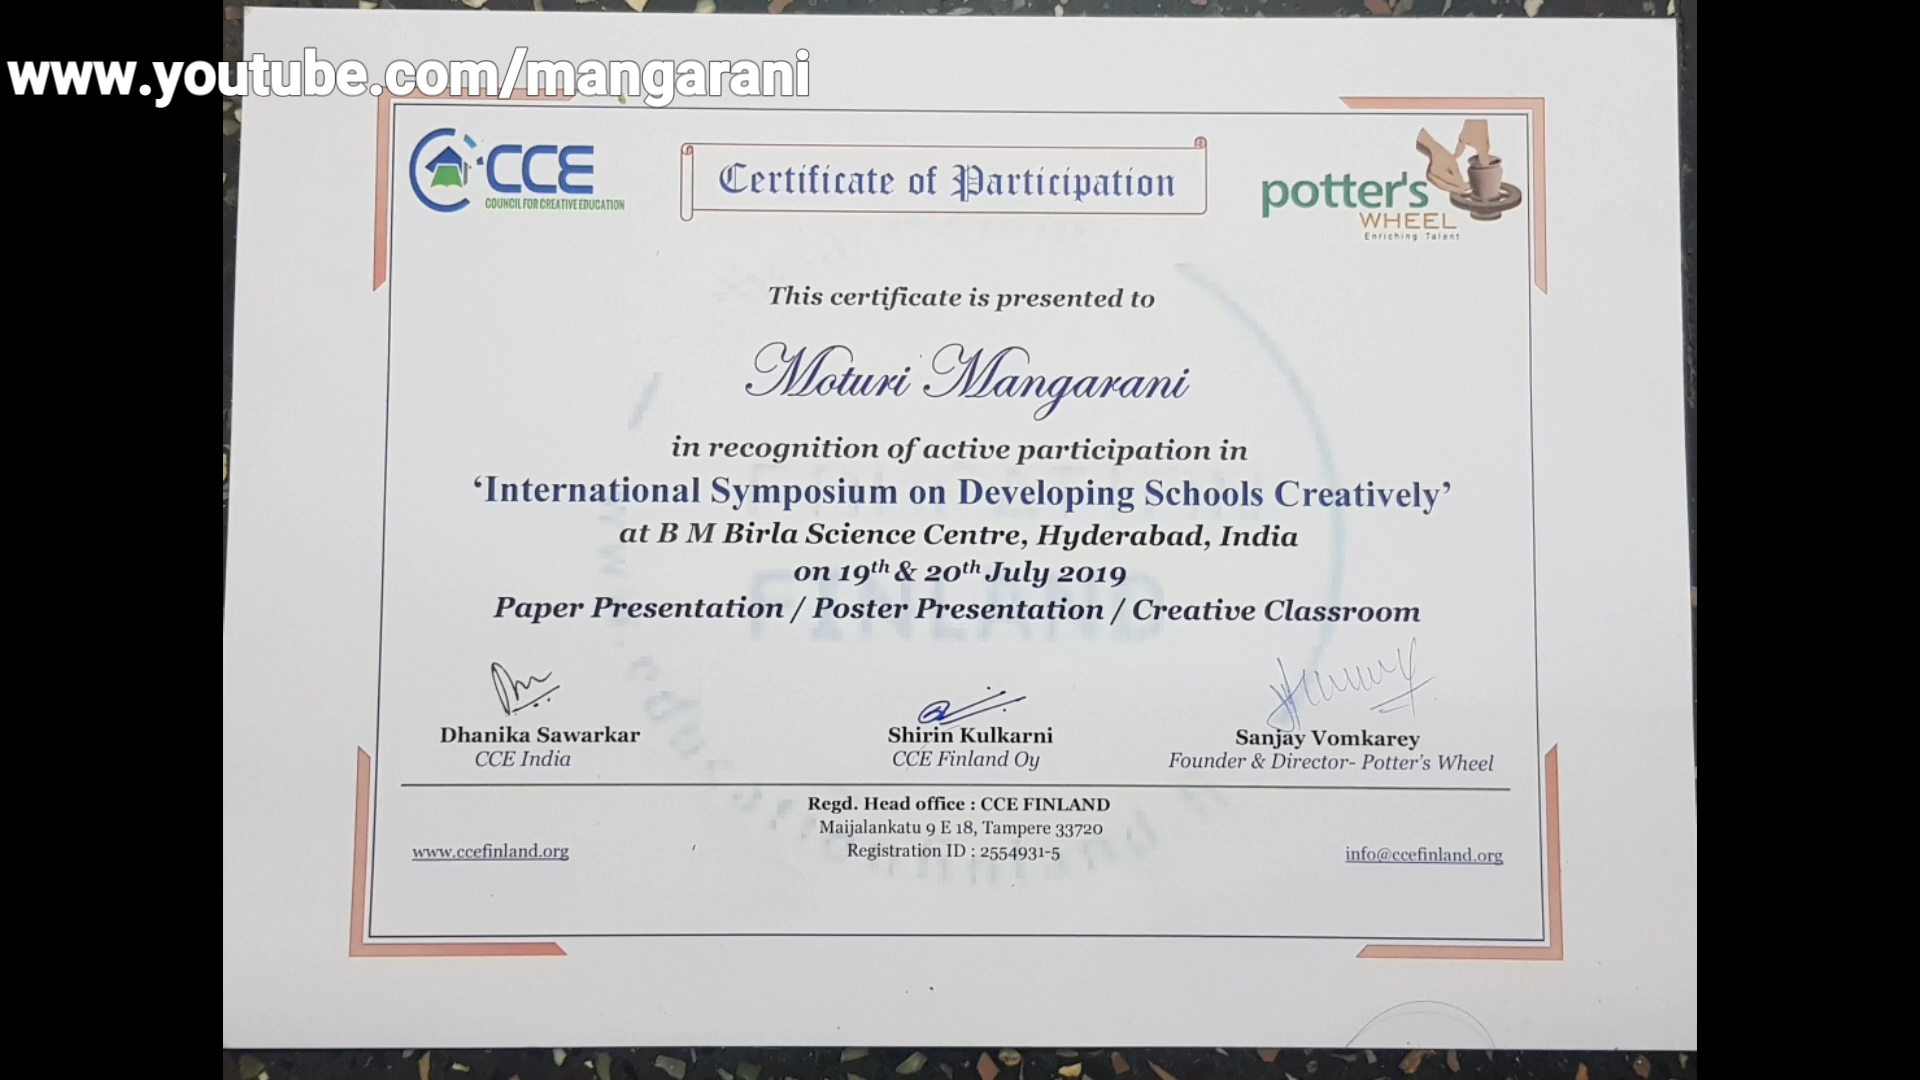 www.youtube.com/mangarani
CCE
COUNCIL FOR CREATIVE EDUCATION
Certificate of Participation
potter's
WHEEL
Enriching Talent
This certificate is presented to
Moturi Mangarani
in recognition of active participation in
‘International Symposium on Developing Schools Creatively’
at B M Birla Science Centre, Hyderabad, India
on 19th & 20th July 2019
Paper Presentation / Poster Presentation / Creative Classroom
Dhanika Sawarkar
CCE India
Shirin Kulkarni
CCE Finland Oy
Sanjay Vomkarey
Founder & Director- Potter's Wheel
Regd. Head office : CCE FINLAND
Maijalankatu 9 E 18, Tampere 33720
Registration ID : 2554931-5
www.ccefinland.org
info@ccefinland.org